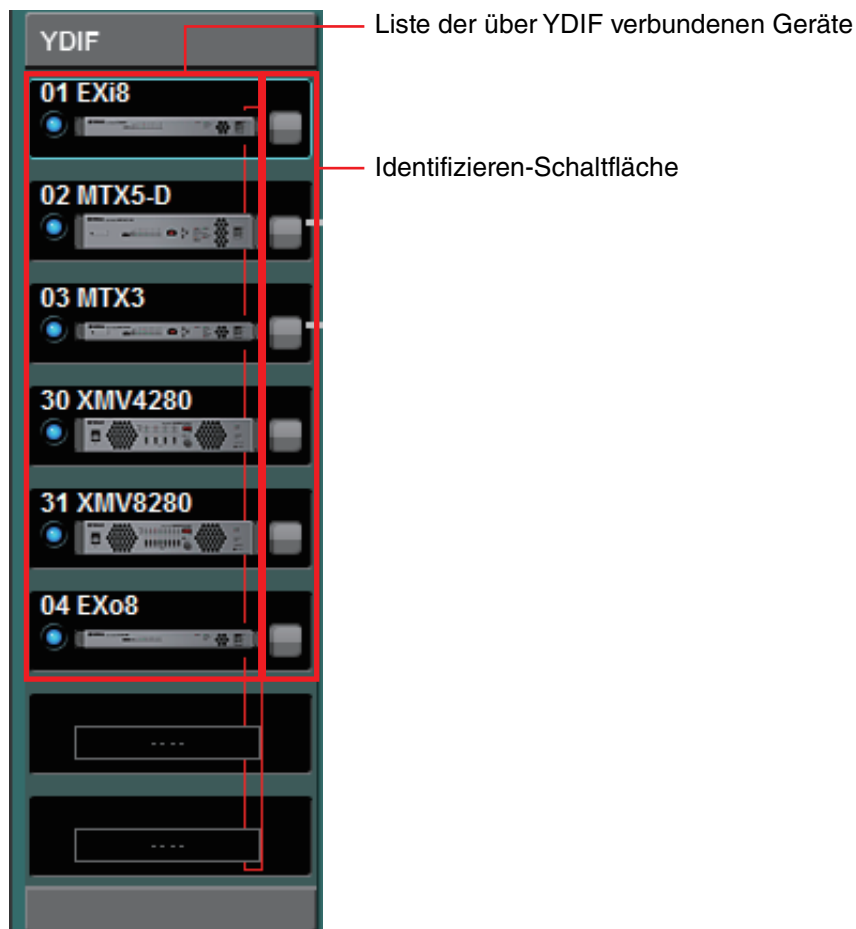 YDIF
Liste der über YDIF verbundenen Geräte
01 EXi8
Identifizieren-Schaltfläche
02 MTX5-D
03 MTX3
30 XMV4280
31 XMV8280
04 EXo8
----
----